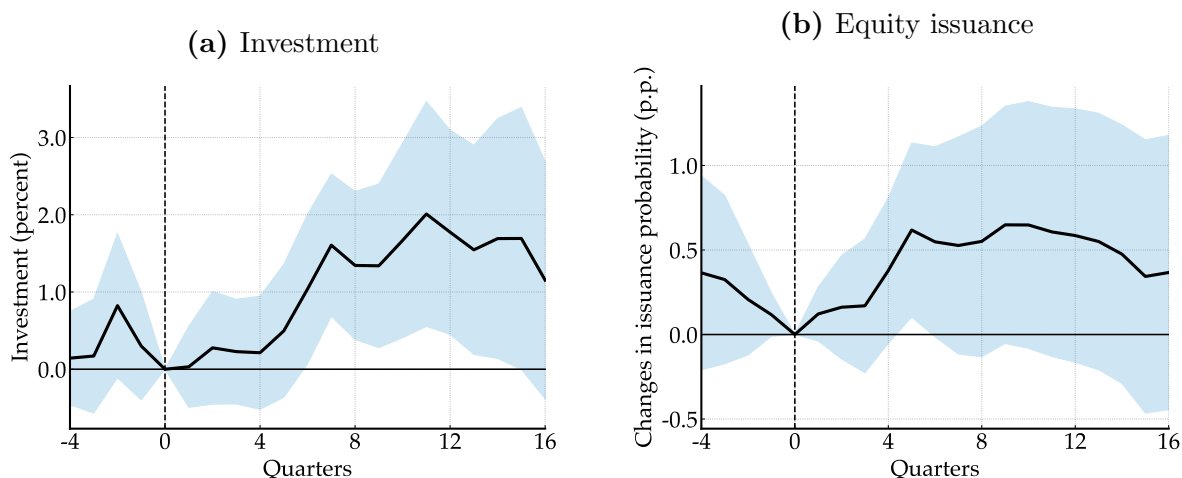 (a) Investment
Investment (percent)
3.0
2.0
1.0
0.0
-4 0 4 8 12 16
Quarters
(b) Equity issuance
Changes in issuance probability (p.p.)
1.0
0.5
0.0
-0.5
-4 0 4 8 12 16
Quarters